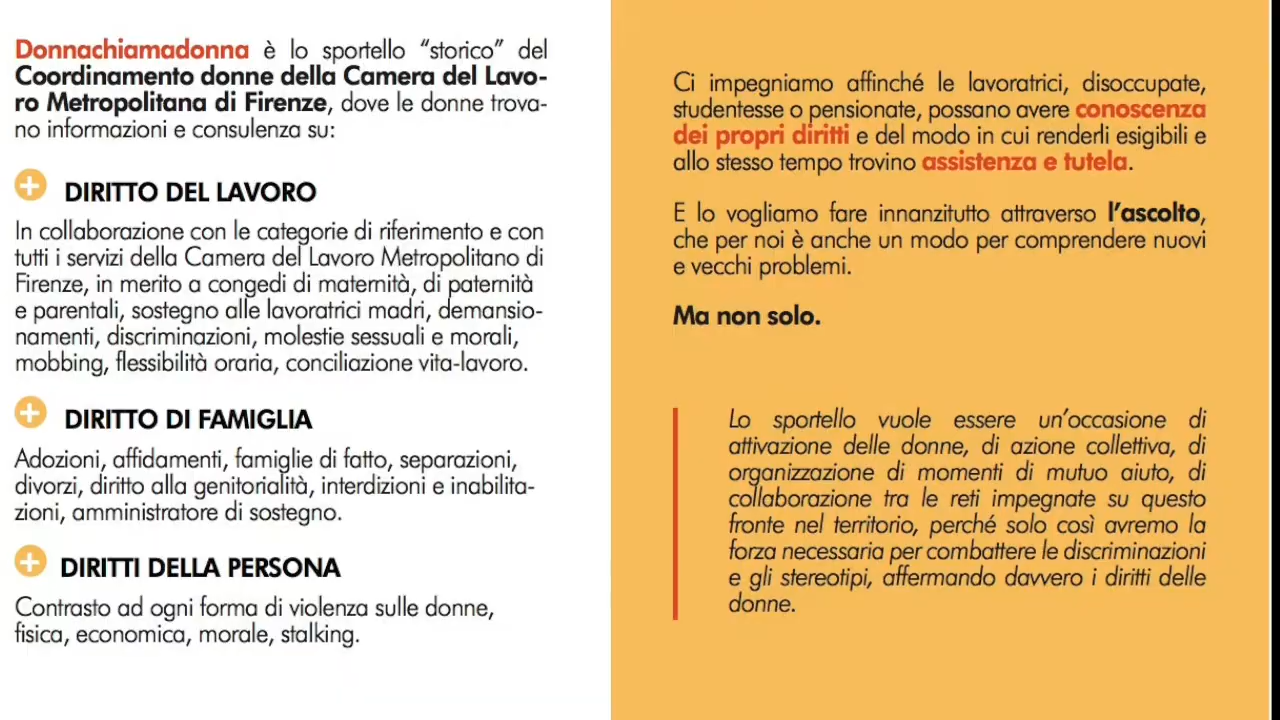 Donnachiamadonna è lo sportello “storico” del
Coordinamento donne della Camera del Lavo-
ro Metropolitana di Firenze, dove le donne trova-
no informazioni e consulenza su:
DIRITTO DEL LAVORO
In collaborazione con le categorie di riferimento e con
tutti i servizi della Camera del Lavoro Metropolitano di
Firenze, in merito a congedi di maternità, di paternità
e parentali, sostegno alle lavoratrici madri, demansio-
namenti, discriminazioni, molestie sessuali e morali,
mobbing, flessibilità oraria, conciliazione vita-lavoro.
DIRITTO DI FAMIGLIA
Adozioni, affidamenti, famiglie di fatto, separazioni,
divorzi, diritto alla genitorialità, interdizioni e inabilita-
zioni, amministratore di sostegno.
DIRITTI DELLA PERSONA
Contrasto ad ogni forma di violenza sulle donne,
fisica, economica, morale, stalking.
Ci impegniamo affinché le lavoratrici, disoccupate,
studentesse o pensionate, possano avere conoscenza
dei propri diritti e del modo in cui renderli esigibili e
allo stesso tempo trovino assistenza e tutela.
E lo vogliamo fare innanzitutto attraverso l’ascolto,
che per noi è anche un modo per comprendere nuovi
e vecchi problemi.
Ma non solo.
Lo sportello vuole essere un’occasione di
attivazione delle donne, di azione collettiva, di
organizzazione di momenti di mutuo aiuto, di
collaborazione tra le reti impegnate su questo
fronte nel territorio, perché solo così avremo la
forza necessaria per combattere le discriminazioni
e gli stereotipi, affermando davvero i diritti delle
donne.